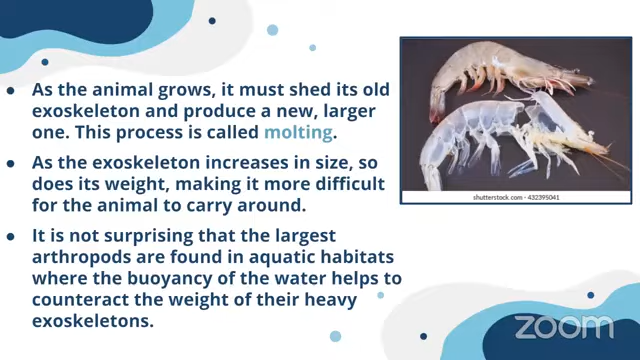 As the animal grows, it must shed its old
exoskeleton and produce a new, larger
one. This process is called molting.
As the exoskeleton increases in size, so
does its weight, making it more difficult
for the animal to carry around.
It is not surprising that the largest
arthropods are found in aquatic habitats
where the buoyancy of the water helps to
counteract the weight of their heavy
exoskeletons.
shutterstock.com · 432395041
zoom